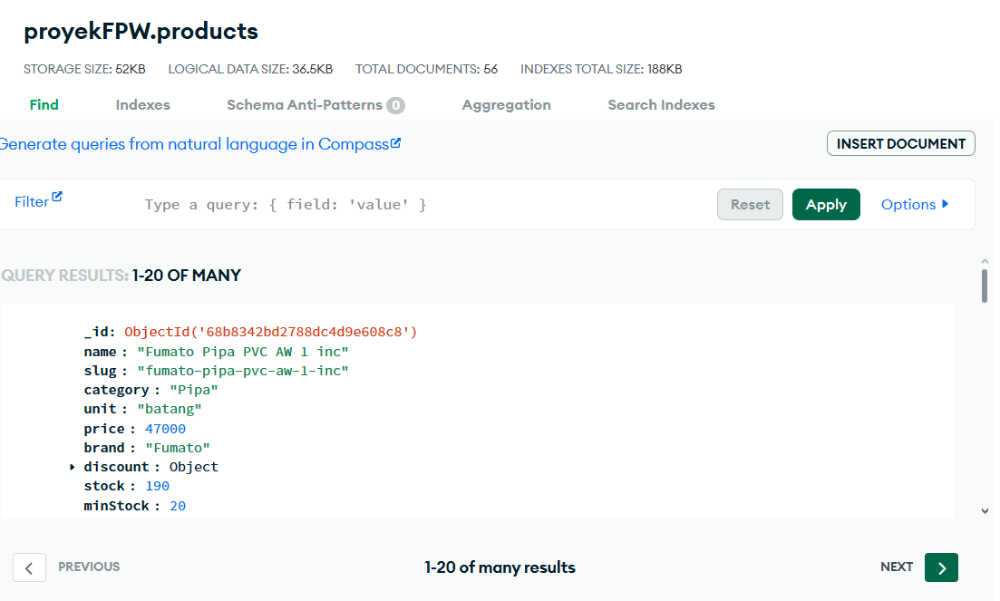 proyekFPW.products
STORAGE SIZE: 52KB LOGICAL DATA SIZE: 36.5KB TOTAL DOCUMENTS: 56 INDEXES TOTAL SIZE: 188KB
Find Indexes Schema Anti-Patterns 0 Aggregation Search Indexes
Generate queries from natural language in Compass
INSERT DOCUMENT
Filter Type a query: { field: 'value' } Reset Apply Options
QUERY RESULTS: 1-20 OF MANY
_id: ObjectId('68b8342bd2788dc4d9e608c8')
name : "Fumato Pipa PVC AW 1 inc"
slug : "fumato-pipa-pvc-aw-1-inc"
category : "Pipa"
unit : "batang"
price : 47000
brand : "Fumato"
discount : Object
stock : 190
minStock : 20
PREVIOUS 1-20 of many results NEXT